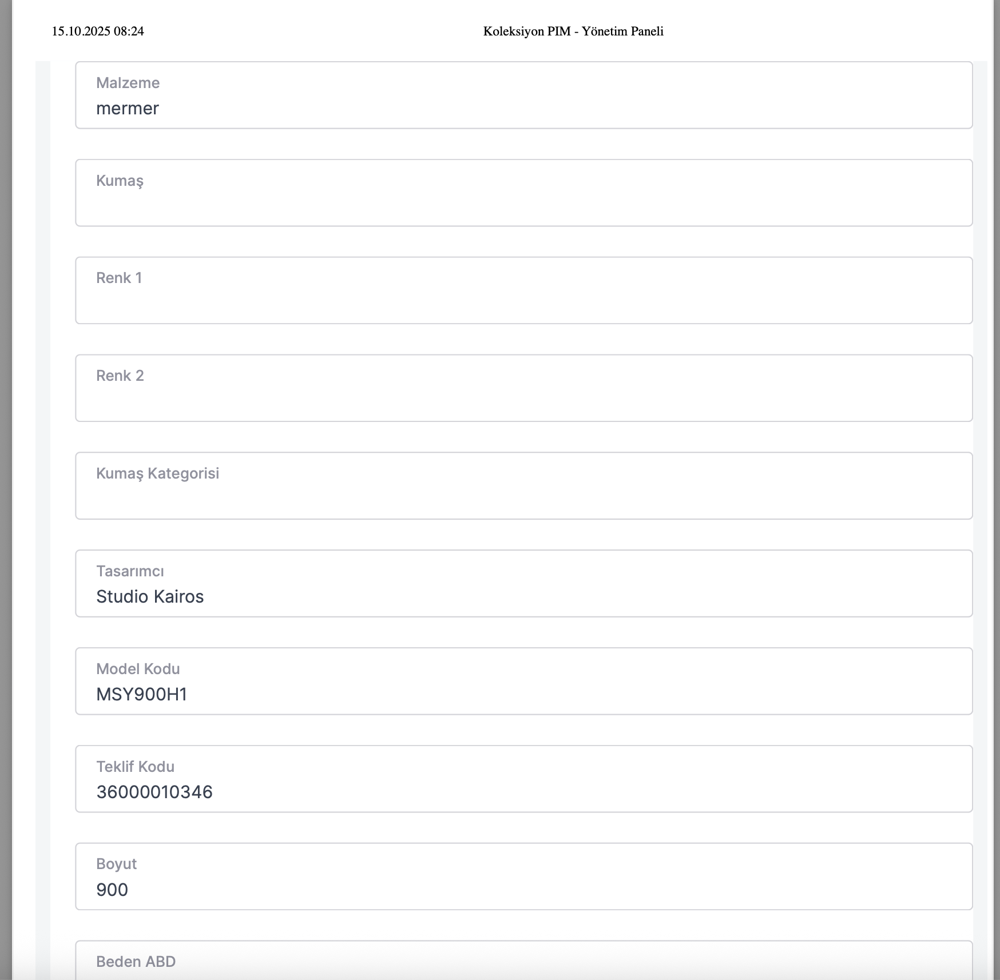 15.10.2025 08:24
Koleksiyon PIM - Yönetim Paneli
Malzeme
mermer
Kumaş
Renk 1
Renk 2
Kumaş Kategorisi
Tasarımcı
Studio Kairos
Model Kodu
MSY900H1
Teklif Kodu
36000010346
Boyut
900
Beden ABD